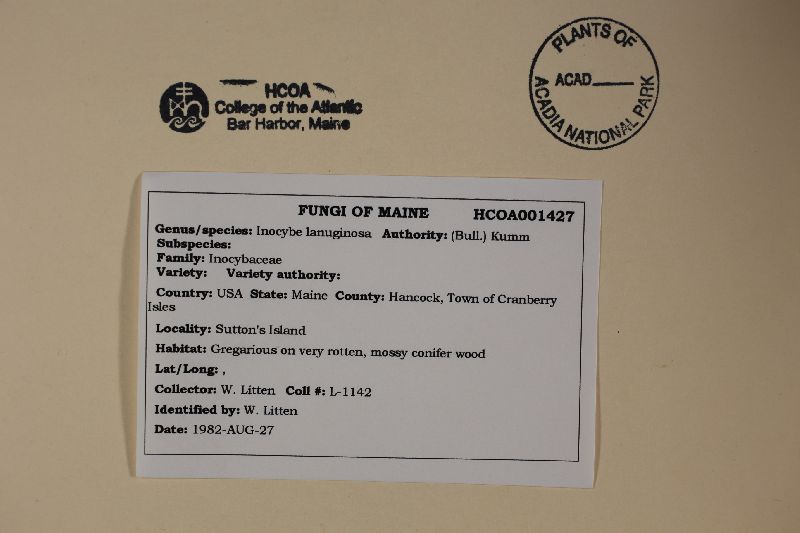 PLANTS OF
ACAD
ACADIA NATIONAL PARK
HCOA
College of the Atlantic
Bar Harbor, Maine
FUNGI OF MAINE HCOA001427
Genus/species: Inocybe lanuginosa Authority: (Bull.) Kumm
Subspecies:
Family: Inocybaceae
Variety: Variety authority:
Country: USA State: Maine County: Hancock, Town of Cranberry
Isles
Locality: Sutton's Island
Habitat: Gregarious on very rotten, mossy conifer wood
Lat/Long: ,
Collector: W. Litten Coll #: L-1142
Identified by: W. Litten
Date: 1982-AUG-27